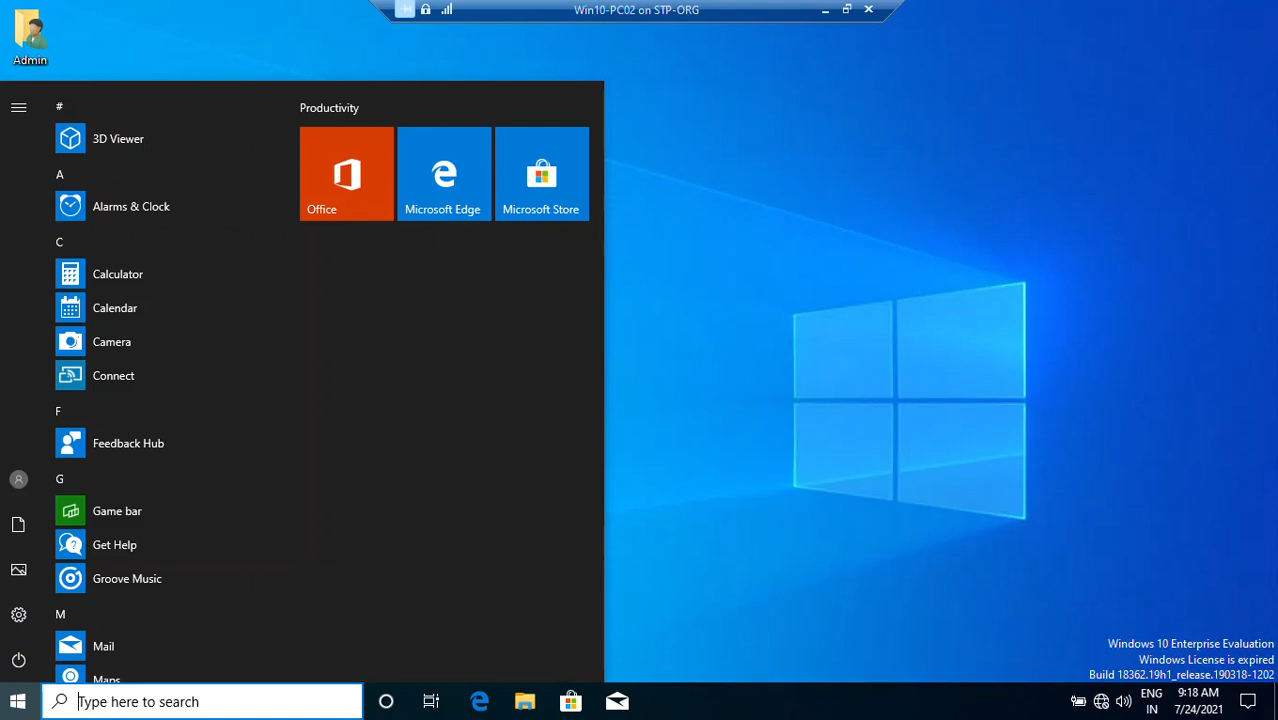 Win10-PC02 on STP-ORG
Admin
#
3D Viewer
A
Alarms & Clock
C
Calculator
Calendar
Camera
Connect
F
Feedback Hub
G
Game bar
Get Help
Groove Music
M
Mail
Maps
Productivity
Office
Microsoft Edge
Microsoft Store
Windows 10 Enterprise Evaluation
Windows License is expired
Build 18362.19h1_release.190318-1202
Type here to search
ENG
IN
9:18 AM
7/24/2021